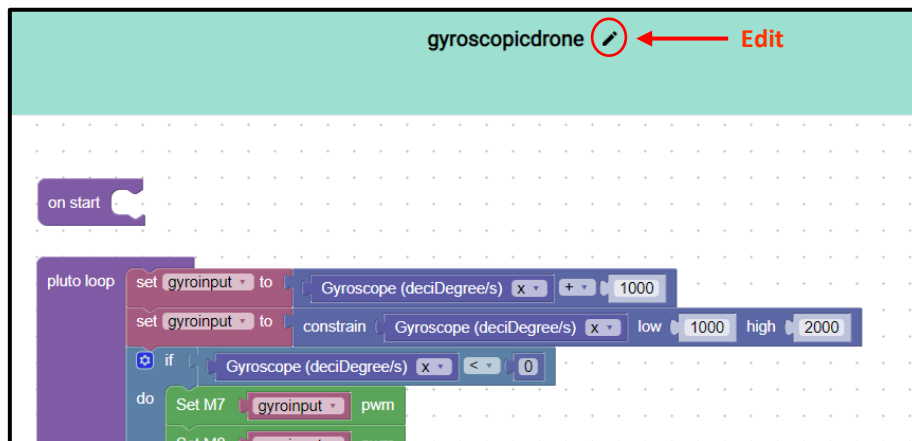 gyroscopicdrone Edit
on start
pluto loop set gyroinput to Gyroscope (deciDegree/s) x + 1000
set gyroinput to constrain Gyroscope (deciDegree/s) x low 1000 high 2000
if Gyroscope (deciDegree/s) x < 0
do Set M7 gyroinput pwm